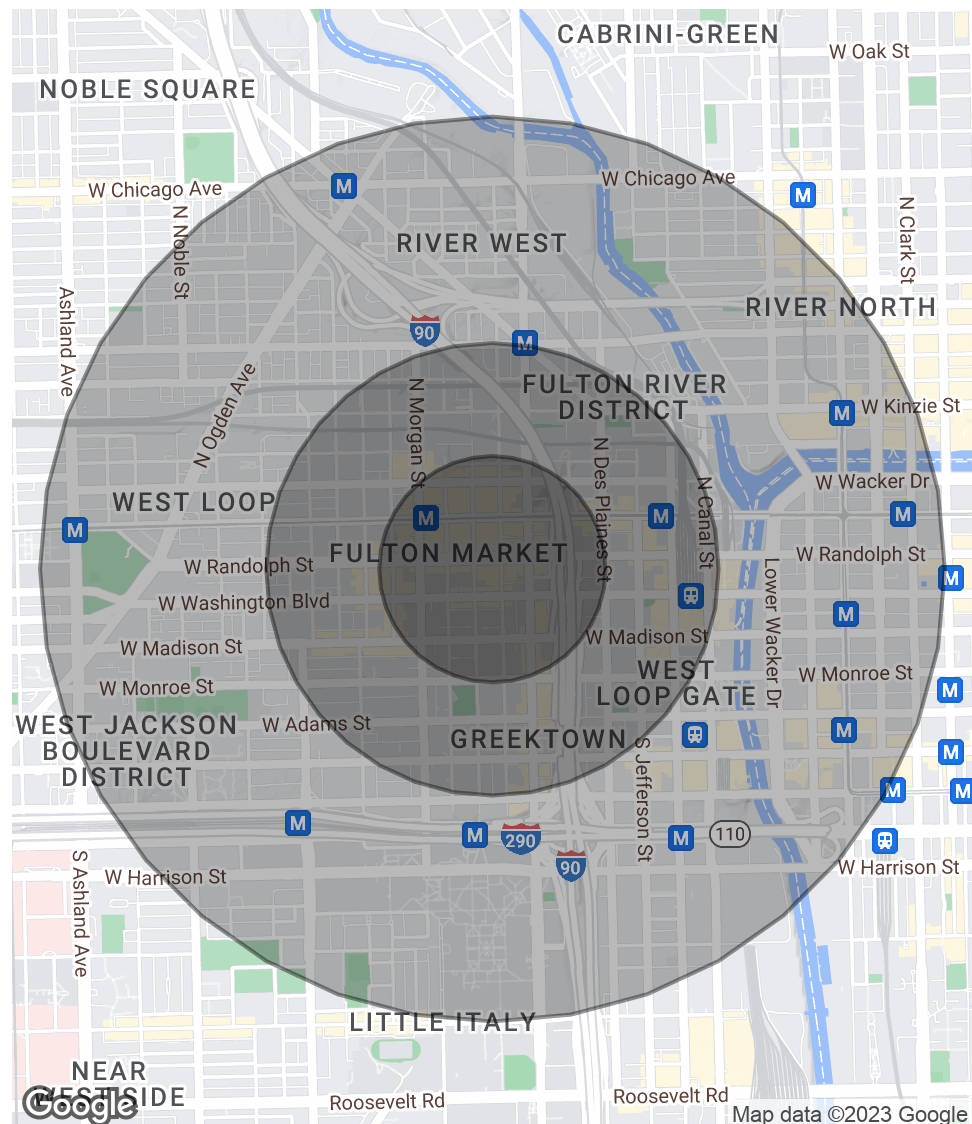 CABRINI-GREEN
W Oak St
NOBLE SQUARE
W Chicago Ave
W Chicago Ave
M
M
N Noble St
N Clark St
RIVER WEST
Ashland Ave
RIVER NORTH
90
M
N Ogden Ave
N Morgan St
FULTON RIVER
DISTRICT
M
W Kinzie St
N Des Plaines St
N Canal St
W Wacker Dr
WEST LOOP
M
M
M
M
FULTON MARKET
W Randolph St
W Randolph St
Lower Wacker Dr
M
W Washington Blvd
M
W Madison St
W Madison St
WEST
LOOP GATE
W Monroe St
W Monroe St
M
WEST JACKSON
BOULEVARD
DISTRICT
W Adams St
GREEKTOWN
M
S Jefferson St
M
M
M
M
M
290
M
110
90
W Harrison St
W Harrison St
S Ashland Ave
LITTLE ITALY
NEAR
WEST SIDE
Google
Roosevelt Rd
Roosevelt Rd
Map data ©2023 Google